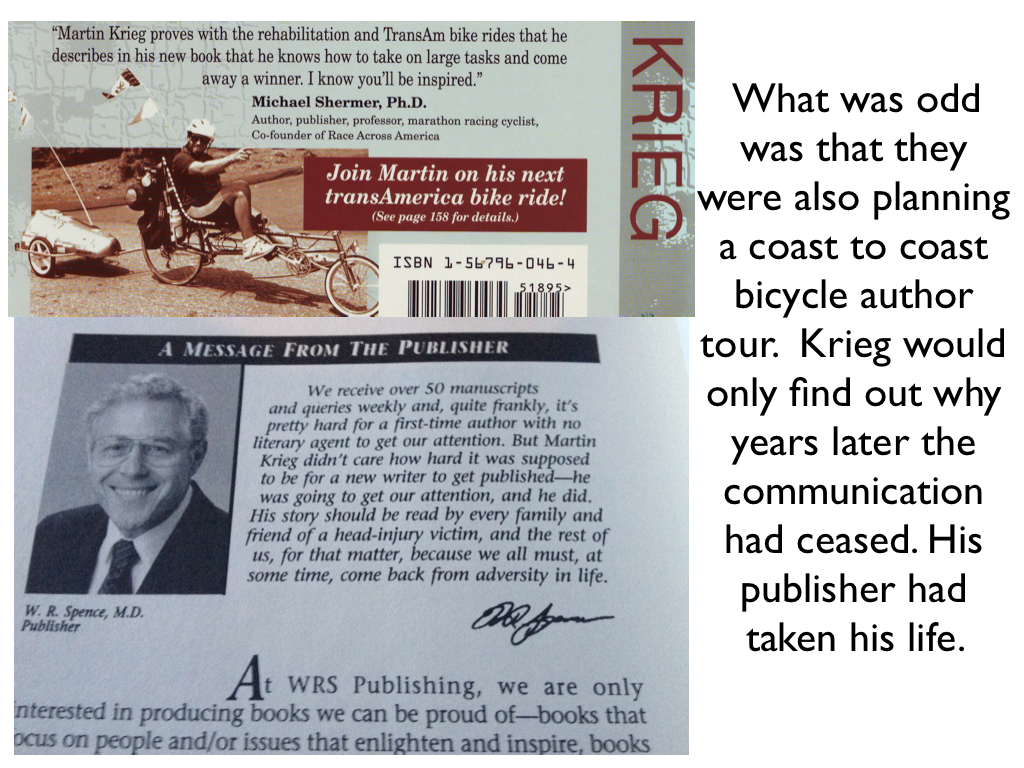 “Martin Krieg proves with the rehabilitation and TransAm bike rides that he
describes in his new book that he knows how to take on large tasks and come
away a winner. I know you’ll be inspired.”
Michael Shermer, Ph.D.
Author, publisher, professor, marathon racing cyclist,
Co-founder of Race Across America
Join Martin on his next
transAmerica bike ride!
(See page 158 for details.)
ISBN 1-56796-046-4
51895>
KRIEG
A MESSAGE FROM THE PUBLISHER
We receive over 50 manuscripts
and queries weekly and, quite frankly, it’s
pretty hard for a first-time author with no
literary agent to get our attention. But Martin
Krieg didn’t care how hard it was supposed
to be for a new writer to get published—he
was going to get our attention, and he did.
His story should be read by every family and
friend of a head-injury victim, and the rest of
us, for that matter, because we all must, at
some time, come back from adversity in life.
W. R. Spence, M.D.
Publisher
At WRS Publishing, we are only
nterested in producing books we can be proud of—books that
ocus on people and/or issues that enlighten and inspire, books
What was odd
was that they
were also planning
a coast to coast
bicycle author
tour. Krieg would
only find out why
years later the
communication
had ceased. His
publisher had
taken his life.